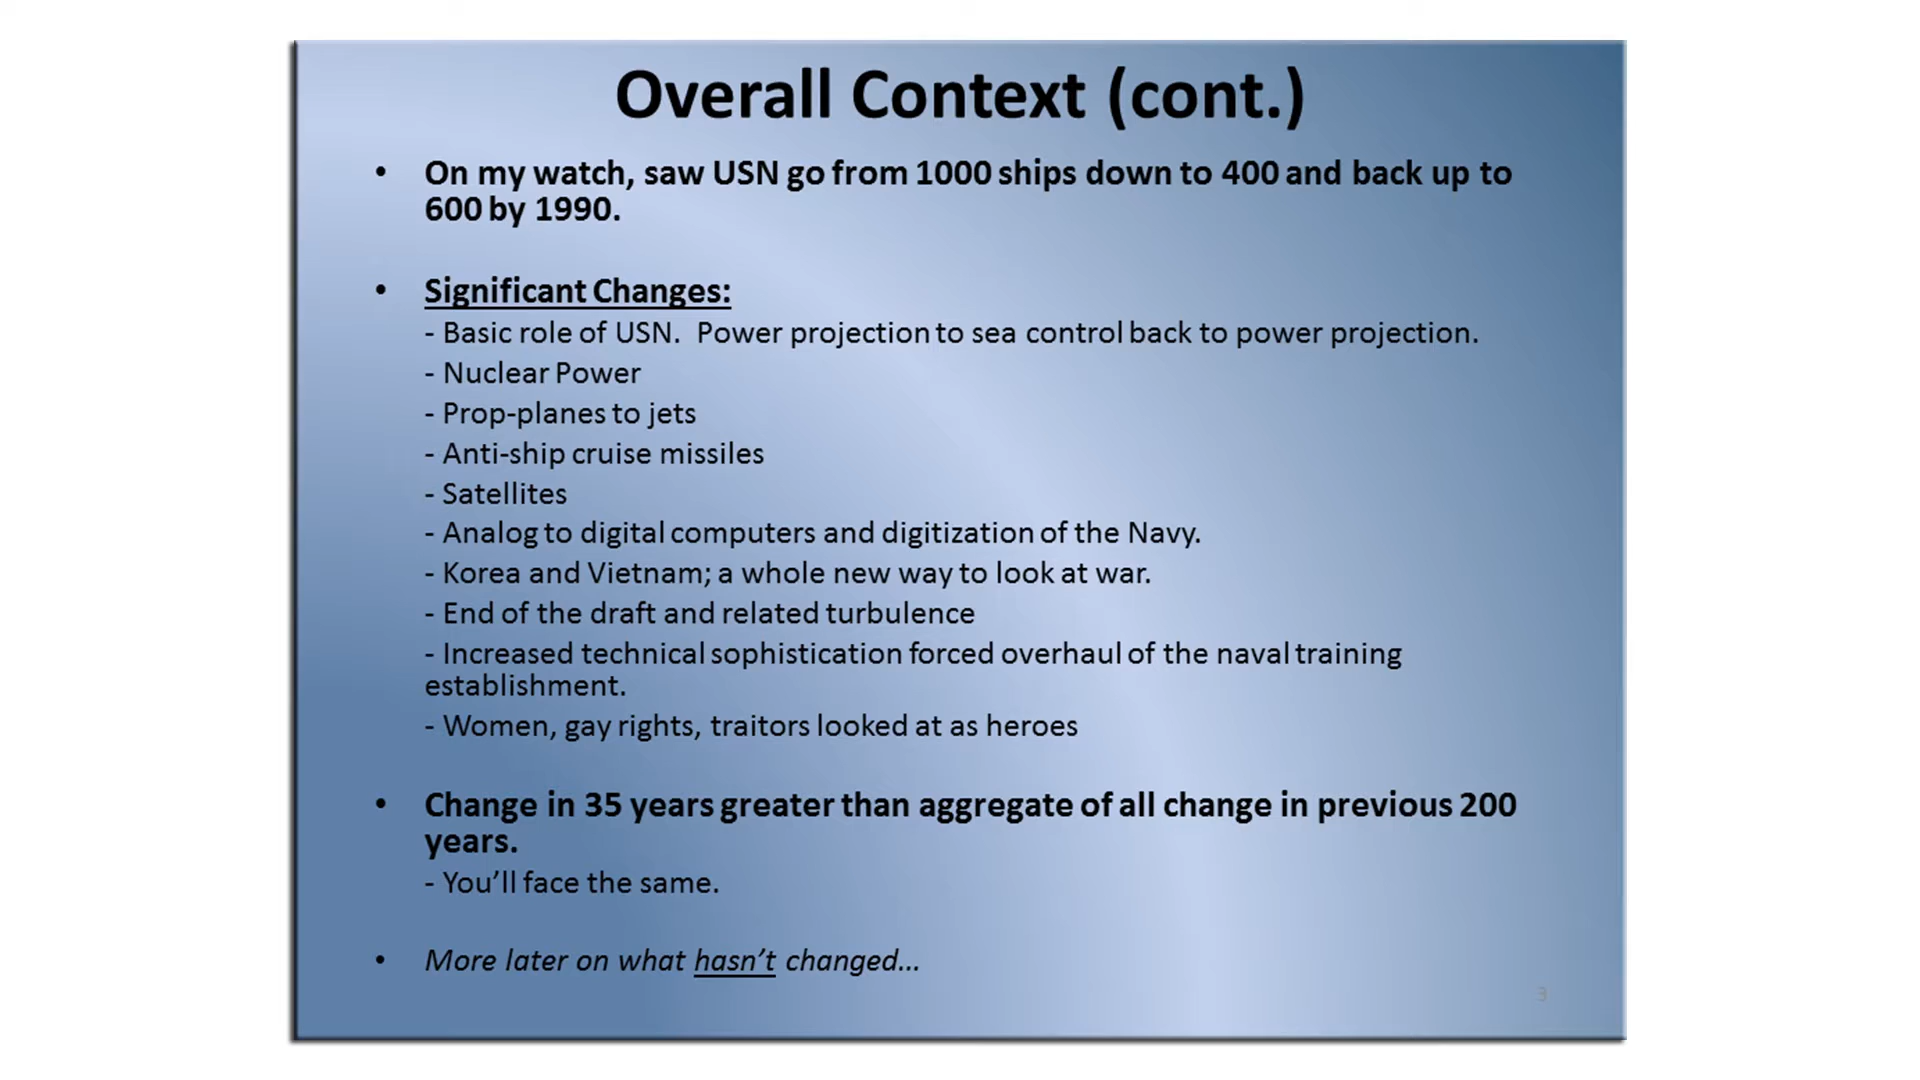 Overall Context (cont.)
• On my watch, saw USN go from 1000 ships down to 400 and back up to
600 by 1990.
• Significant Changes:
- Basic role of USN.  Power projection to sea control back to power projection.
- Nuclear Power
- Prop-planes to jets
- Anti-ship cruise missiles
- Satellites
- Analog to digital computers and digitization of the Navy.
- Korea and Vietnam; a whole new way to look at war.
- End of the draft and related turbulence
- Increased technical sophistication forced overhaul of the naval training
establishment.
- Women, gay rights, traitors looked at as heroes
• Change in 35 years greater than aggregate of all change in previous 200
years.
- You’ll face the same.
• More later on what hasn’t changed…
3